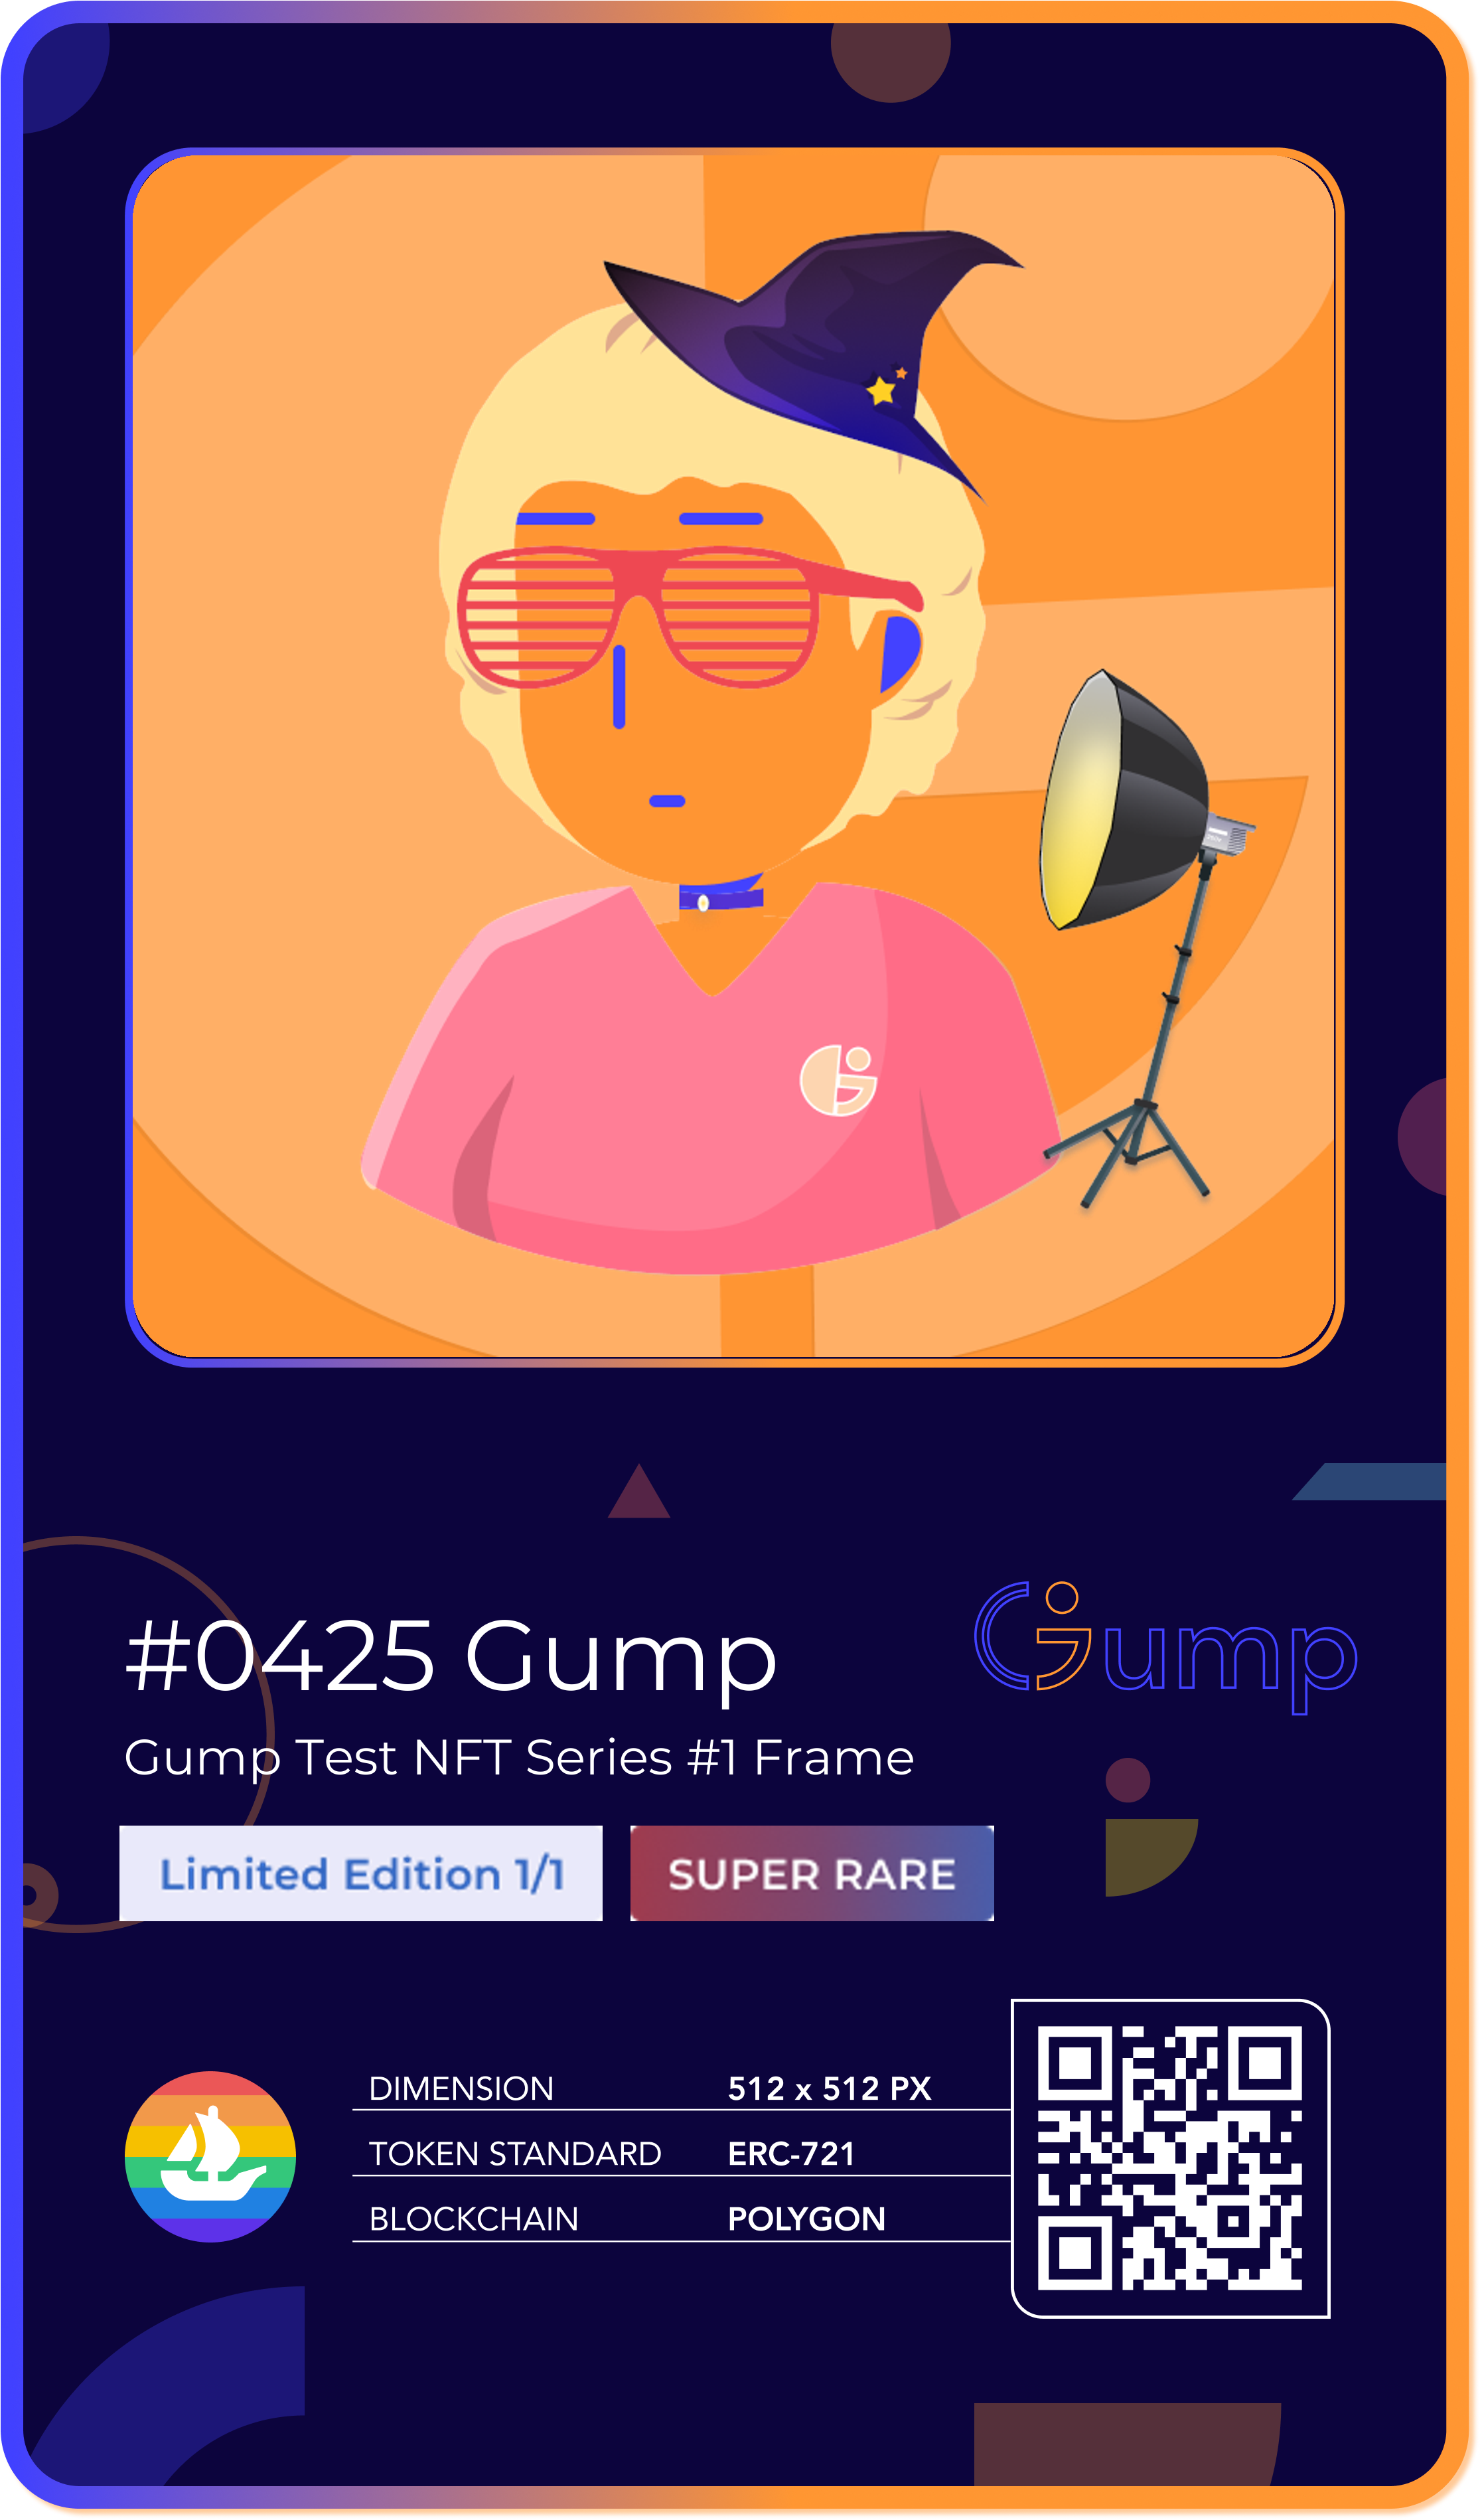 #0425 Gump
Gump
Gump Test NFT Series #1 Frame
Limited Edition 1/1
SUPER RARE
DIMENSION 512 x 512 PX
TOKEN STANDARD ERC-721
BLOCKCHAIN POLYGON